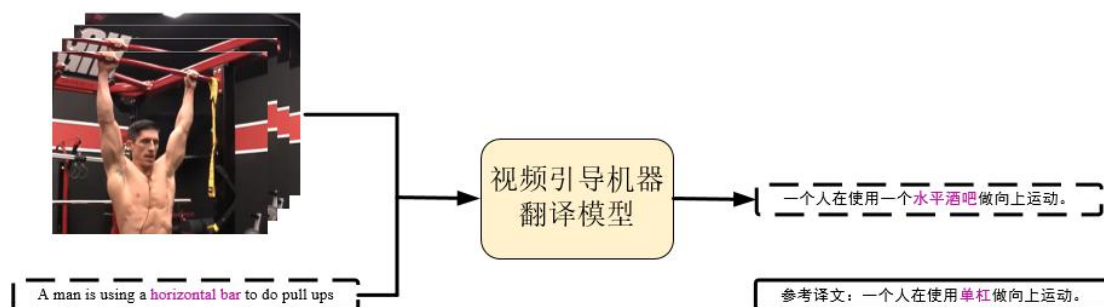 视频引导机器
翻译模型
一个人在使用一个水平酒吧做向上运动。
A man is using a horizontal bar to do pull ups
参考译文：一个人在使用单杠做向上运动。